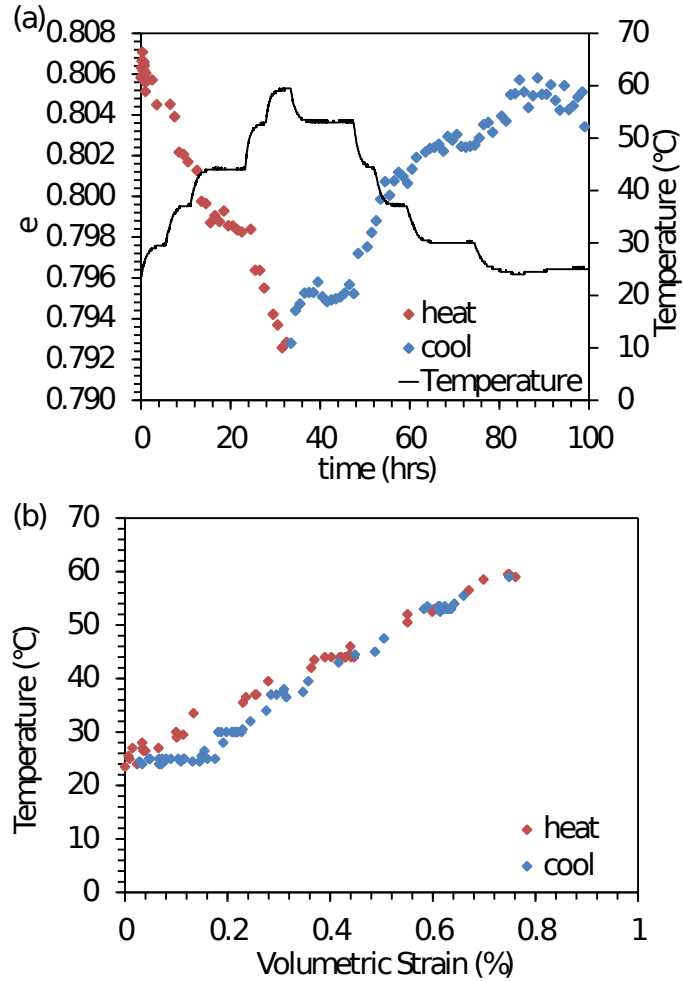 (a)
0.808
0.806
0.804
0.802
0.800
0.798
0.796
0.794
0.792
0.790
e
70
60
50
40
30
20
10
0
Temperature (°C)
heat
cool
Temperature
0 20 40 60 80 100
time (hrs)
(b)
70
60
50
40
30
20
10
0
Temperature (°C)
heat
cool
0 0.2 0.4 0.6 0.8 1
Volumetric Strain (%)